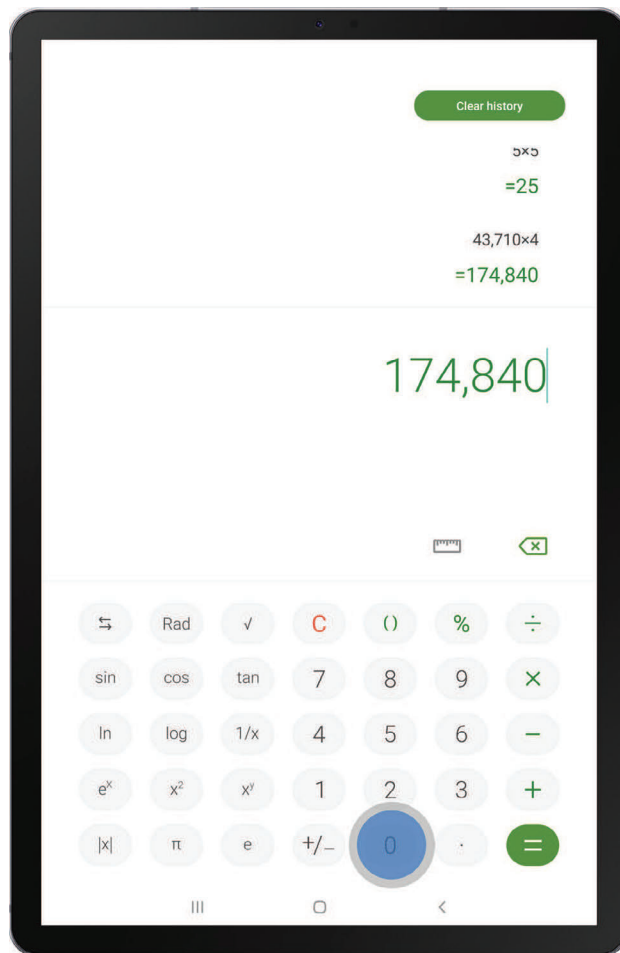 Clear history
5×5
=25
43,710×4
=174,840
174,840
⇆ Rad √ C () % ÷
sin cos tan 7 8 9 ×
ln log 1/x 4 5 6 −
eˣ x² xʸ 1 2 3 +
|x| π e +/− 0 . =